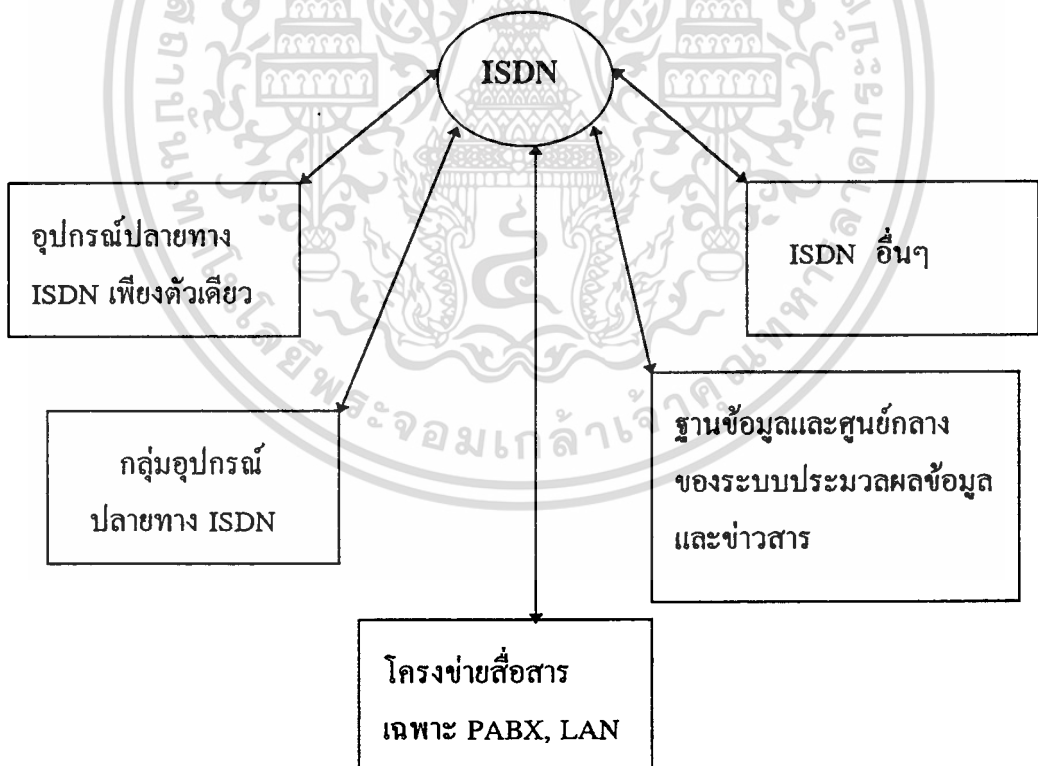 ISDN
อุปกรณ์ปลายทาง
ISDN เพียงตัวเดียว
ISDN อื่นๆ
กลุ่มอุปกรณ์
ปลายทาง ISDN
ฐานข้อมูลและศูนย์กลาง
ของระบบประมวลผลข้อมูล
และข่าวสาร
โครงข่ายสื่อสาร
เฉพาะ PABX, LAN